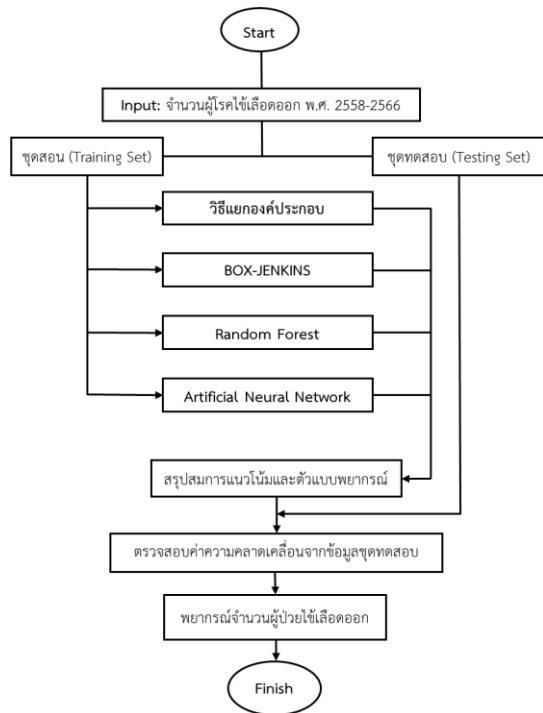 Start
Input: จำนวนผู้โรคไข้เลือดออก พ.ศ. 2558-2566
ชุดสอน (Training Set)
ชุดทดสอบ (Testing Set)
วิธีแยกองค์ประกอบ
BOX-JENKINS
Random Forest
Artificial Neural Network
สรุปสมการแนวโน้มและตัวแบบพยากรณ์
ตรวจสอบค่าความคลาดเคลื่อนจากข้อมูลชุดทดสอบ
พยากรณ์จำนวนผู้ป่วยไข้เลือดออก
Finish